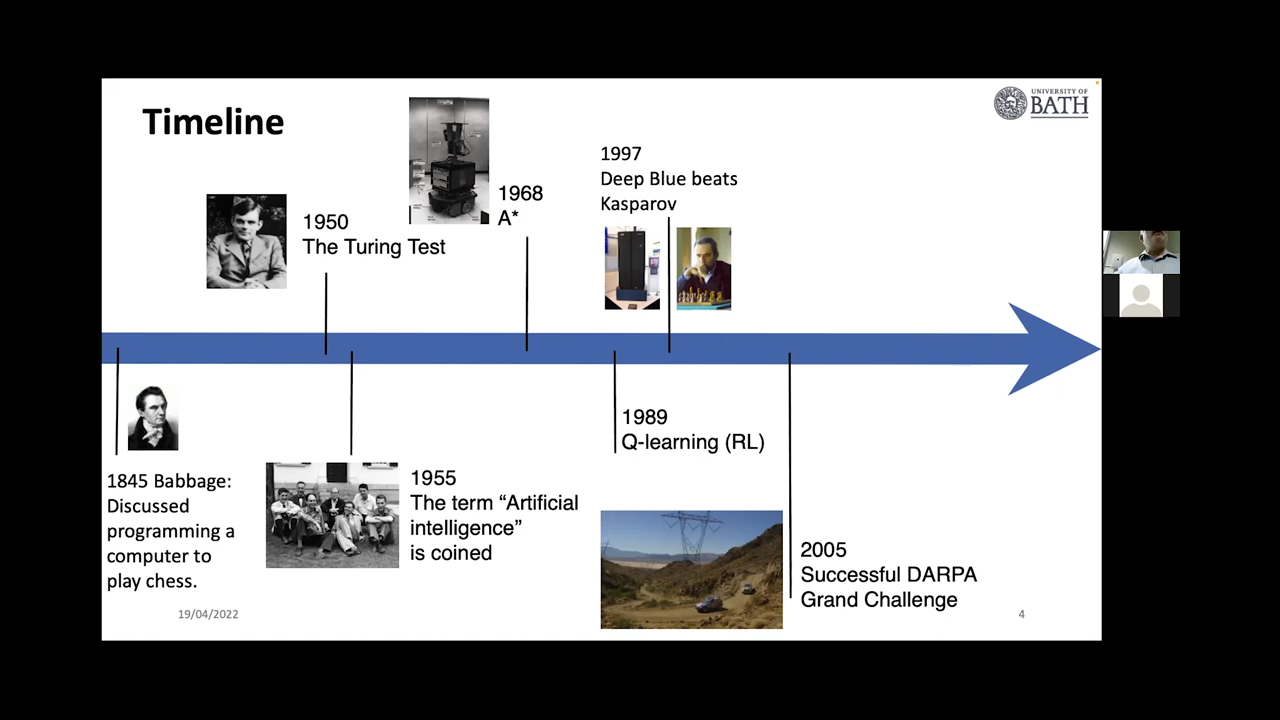 Timeline
UNIVERSITY OF
BATH
1950
The Turing Test
1968
A*
1997
Deep Blue beats
Kasparov
1845 Babbage:
Discussed
programming a
computer to
play chess.
1955
The term “Artificial
intelligence”
is coined
1989
Q-learning (RL)
2005
Successful DARPA
Grand Challenge
19/04/2022
4